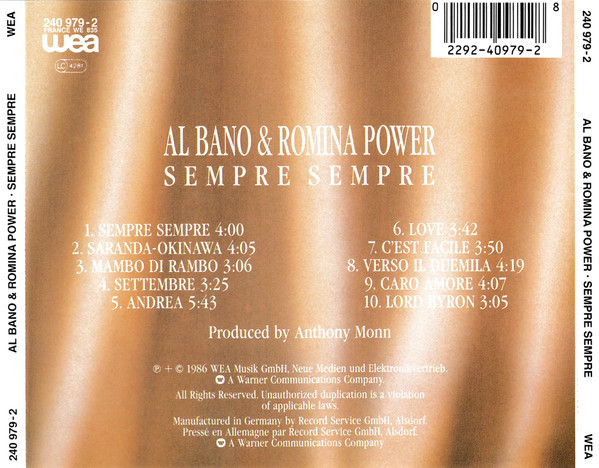 WEA
AL BANO & ROMINA POWER · SEMPRE SEMPRE
240 979-2
240 979-2
FRANCE WE 835
wea
LC 4281
0 8
2292-40979-2
AL BANO & ROMINA POWER
SEMPRE SEMPRE
1. SEMPRE SEMPRE 4:00
2. SARANDA-OKINAWA 4:05
3. MAMBO DI RAMBO 3:06
4. SETTEMBRE 3:25
5. ANDREA 5:43
6. LOVE 3:42
7. C'EST FACILE 3:50
8. VERSO IL DUEMILA 4:19
9. CARO AMORE 4:07
10. LORD BYRON 3:05
Produced by Anthony Monn
℗ + © 1986 WEA Musik GmbH, Neue Medien und Elektronikvertrieb.
A Warner Communications Company.
All Rights Reserved. Unauthorized duplication is a violation
of applicable laws.
Manufactured in Germany by Record Service GmbH, Alsdorf.
Pressé en Allemagne par Record Service GmbH, Alsdorf.
A Warner Communications Company
240 979-2
AL BANO & ROMINA POWER · SEMPRE SEMPRE
WEA